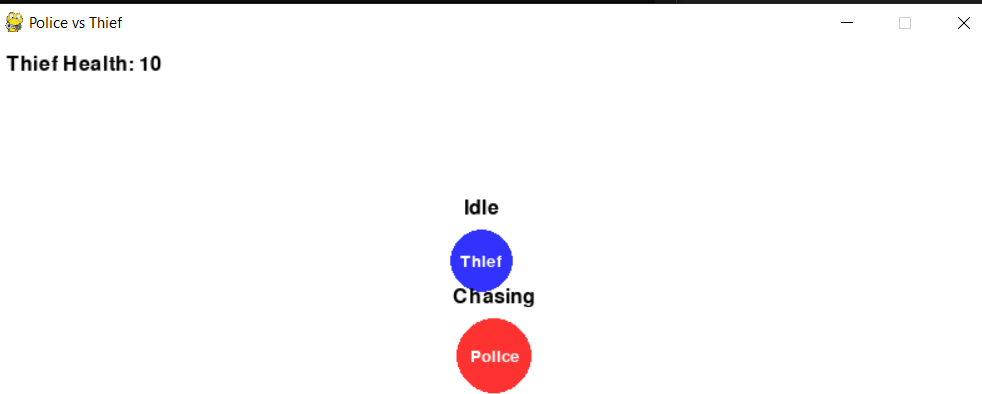 Police vs Thief
Thief Health: 10
Idle
Thief
Chasing
Police